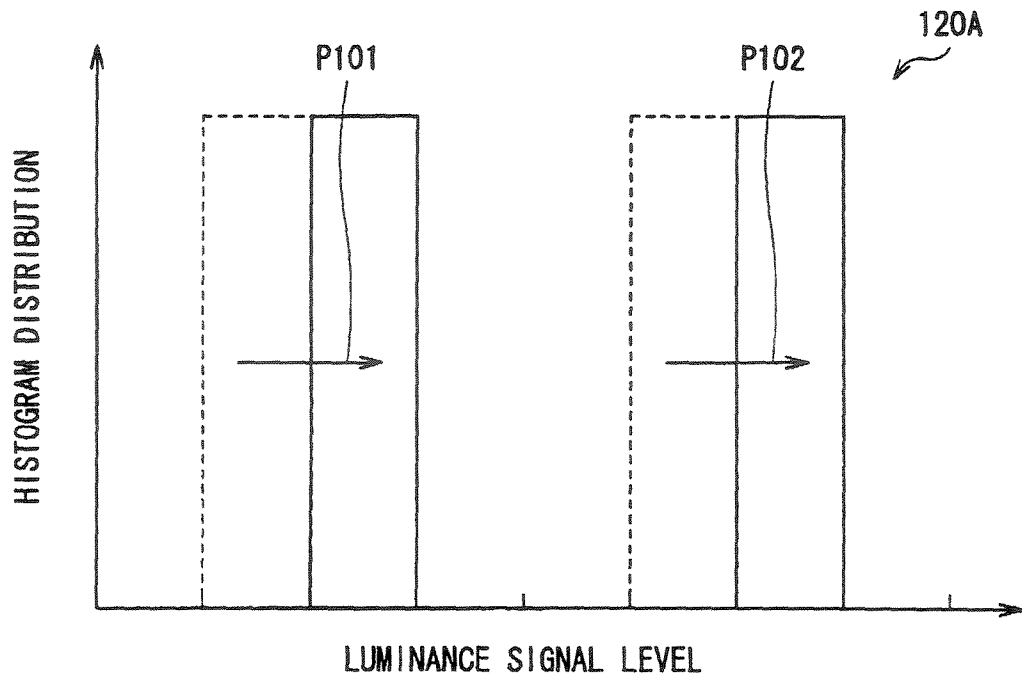 120A
P101
P102
HISTOGRAM DISTRIBUTION
LUMINANCE SIGNAL LEVEL